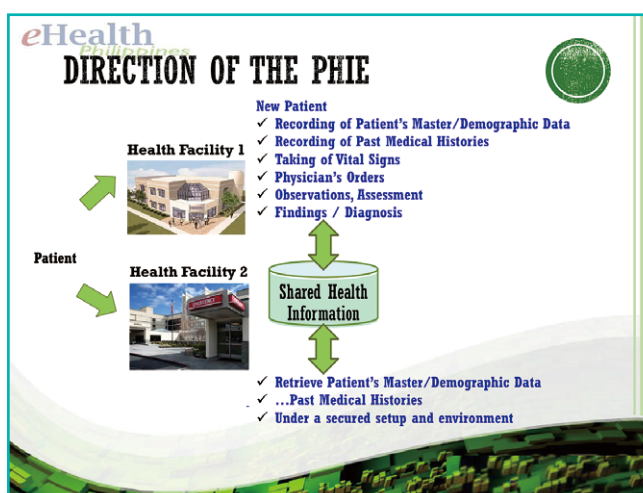 eHealth
Philippines
DIRECTION OF THE PHIE
New Patient
✓ Recording of Patient's Master/Demographic Data
✓ Recording of Past Medical Histories
✓ Taking of Vital Signs
✓ Physician's Orders
✓ Observations, Assessment
✓ Findings / Diagnosis
Health Facility 1
Patient
Health Facility 2
EMERGENCY
Shared Health
Information
✓ Retrieve Patient's Master/Demographic Data
✓ ...Past Medical Histories
✓ Under a secured setup and environment